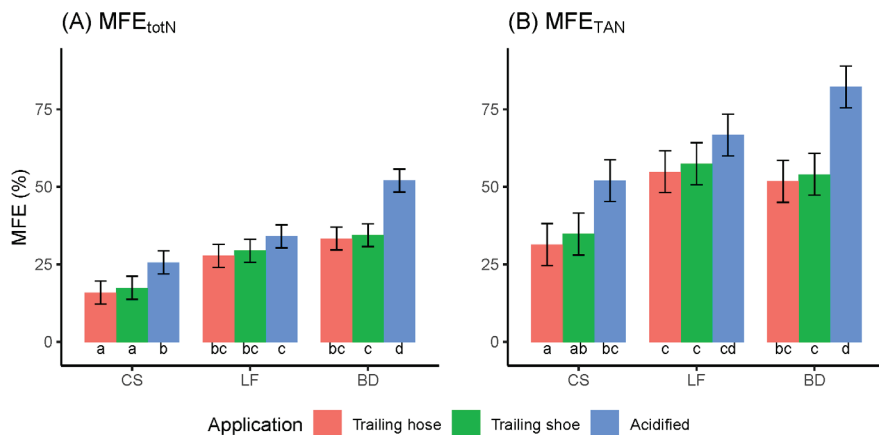 (A) MFEtotN
(B) MFETAN
MFE (%)
75
50
25
0
75
50
25
0
a a b bc bc c bc c d
a ab bc c c cd bc c d
CS LF BD
CS LF BD
Application Trailing hose Trailing shoe Acidified